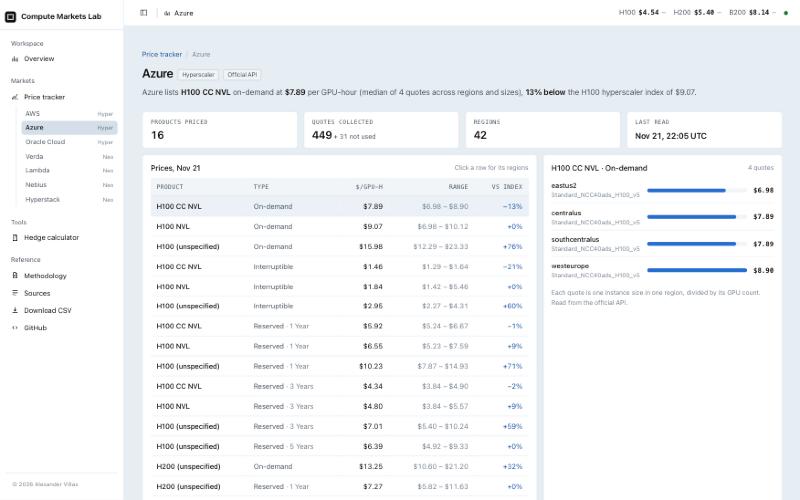 Compute Markets Lab
Workspace
Overview
Markets
Price tracker
AWS Hyper
Azure Hyper
Oracle Cloud Hyper
Verda Neo
Lambda Neo
Nebius Neo
Hyperstack Neo
Tools
Hedge calculator
Reference
Methodology
Sources
Download CSV
GitHub
© 2026 Alexander Villas
Azure
H100 $4.54 – H200 $5.40 – B200 $8.14 –
Price tracker / Azure
Azure Hyperscaler Official API
Azure lists H100 CC NVL on-demand at $7.89 per GPU-hour (median of 4 quotes across regions and sizes), 13% below the H100 hyperscaler index of $9.07.
PRODUCTS PRICED
16
QUOTES COLLECTED
449 + 31 not used
REGIONS
42
LAST READ
Nov 21, 22:05 UTC
Prices, Nov 21 Click a row for its regions
PRODUCT TYPE $/GPU-H RANGE VS INDEX
H100 CC NVL On-demand $7.89 $6.98 – $8.90 −13%
H100 NVL On-demand $9.07 $6.98 – $10.12 +0%
H100 (unspecified) On-demand $15.98 $12.29 – $23.33 +76%
H100 CC NVL Interruptible $1.46 $1.29 – $1.64 −21%
H100 NVL Interruptible $1.84 $1.42 – $5.46 +0%
H100 (unspecified) Interruptible $2.95 $2.27 – $4.31 +60%
H100 CC NVL Reserved · 1 Year $5.92 $5.24 – $6.67 −1%
H100 NVL Reserved · 1 Year $6.55 $5.23 – $7.59 +9%
H100 (unspecified) Reserved · 1 Year $10.23 $7.87 – $14.93 +71%
H100 CC NVL Reserved · 3 Years $4.34 $3.84 – $4.90 −2%
H100 NVL Reserved · 3 Years $4.80 $3.84 – $5.57 +9%
H100 (unspecified) Reserved · 3 Years $7.01 $5.40 – $10.24 +59%
H100 (unspecified) Reserved · 5 Years $6.39 $4.92 – $9.33 +0%
H200 (unspecified) On-demand $13.25 $10.60 – $21.20 +32%
H200 (unspecified) Reserved · 1 Year $7.27 $5.82 – $11.63 +0%
H100 CC NVL · On-demand 4 quotes
eastus2
Standard_NCC40ads_H100_v5 $6.98
centralus
Standard_NCC40ads_H100_v5 $7.89
southcentralus
Standard_NCC40ads_H100_v5 $7.89
westeurope
Standard_NCC40ads_H100_v5 $8.90
Each quote is one instance size in one region, divided by its GPU count.
Read from the official API.